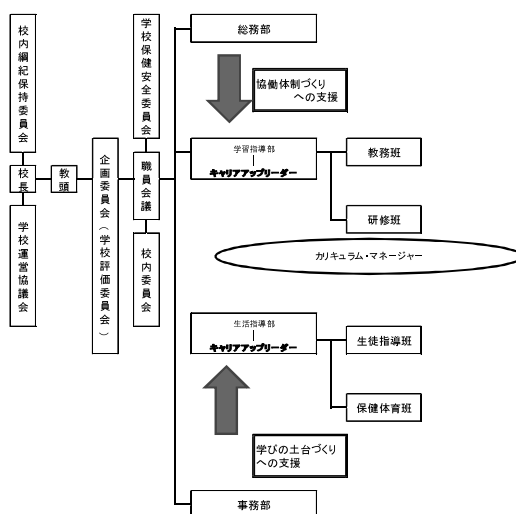 校内綱紀保持委員会
校長
学校運営協議会
教頭
企画委員会（学校評価委員会）
学校保健安全委員会
職員会議
校内委員会
総務部
協働体制づくり
への支援
学習指導部
キャリアアップリーダー
教務班
研修班
カリキュラム・マネージャー
生活指導部
キャリアアップリーダー
生徒指導班
保健体育班
学びの土台づくり
への支援
事務部